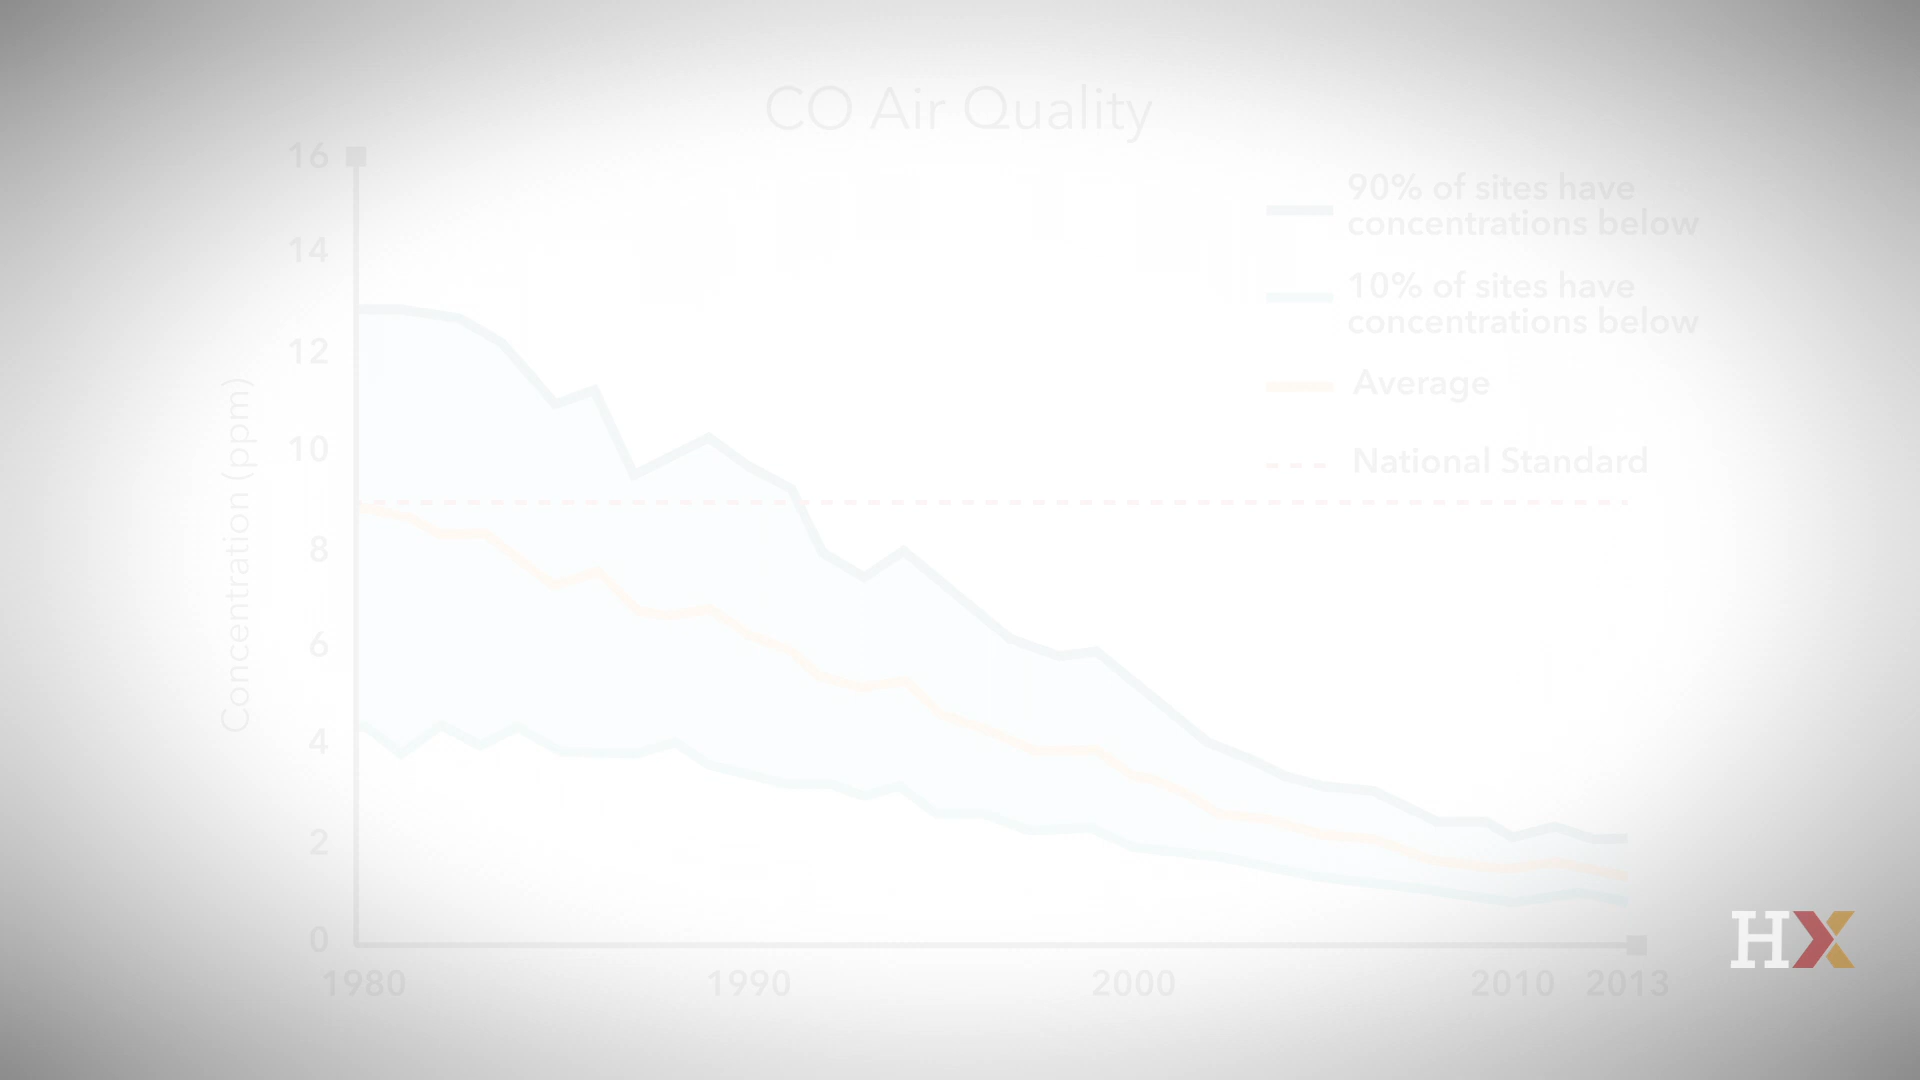 CO Air Quality
16
14
12
10
8
6
4
2
0
Concentration (ppm)
90% of sites have
concentrations below
10% of sites have
concentrations below
Average
National Standard
1980 1990 2000 2010 2013
HX